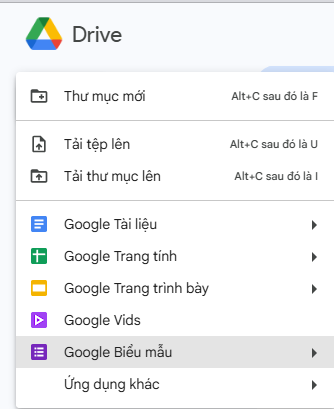 Drive
Thư mục mới Alt+C sau đó là F
Tải tệp lên Alt+C sau đó là U
Tải thư mục lên Alt+C sau đó là I
Google Tài liệu
Google Trang tính
Google Trang trình bày
Google Vids
Google Biểu mẫu
Ứng dụng khác